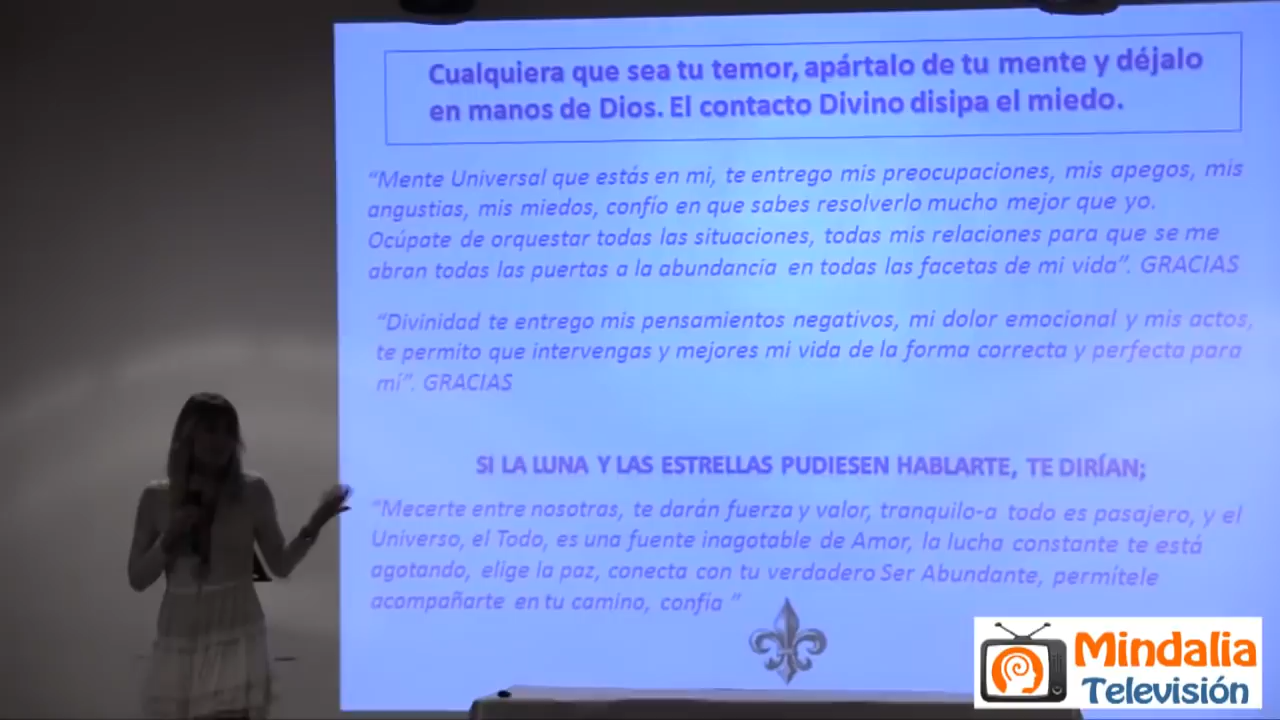 Cualquiera que sea tu temor, apártalo de tu mente y déjalo
en manos de Dios. El contacto Divino disipa el miedo.
“Mente Universal que estás en mi, te entrego mis preocupaciones, mis apegos, mis
angustias, mis miedos, confío en que sabes resolverlo mucho mejor que yo.
Ocúpate de orquestar todas las situaciones, todas mis relaciones para que se me
abran todas las puertas a la abundancia en todas las facetas de mi vida”. GRACIAS
“Divinidad te entrego mis pensamientos negativos, mi dolor emocional y mis actos,
te permito que intervengas y mejores mi vida de la forma correcta y perfecta para
mí”. GRACIAS
SI LA LUNA Y LAS ESTRELLAS PUDIESEN HABLARTE, TE DIRÍAN;
“Mecerte entre nosotras, te darán fuerza y valor, tranquilo-a todo es pasajero, y el
Universo, el Todo, es una fuente inagotable de Amor, la lucha constante te está
agotando, elige la paz, conecta con tu verdadero Ser Abundante, permítele
acompañarte en tu camino, confía ”
Mindalia
Televisión